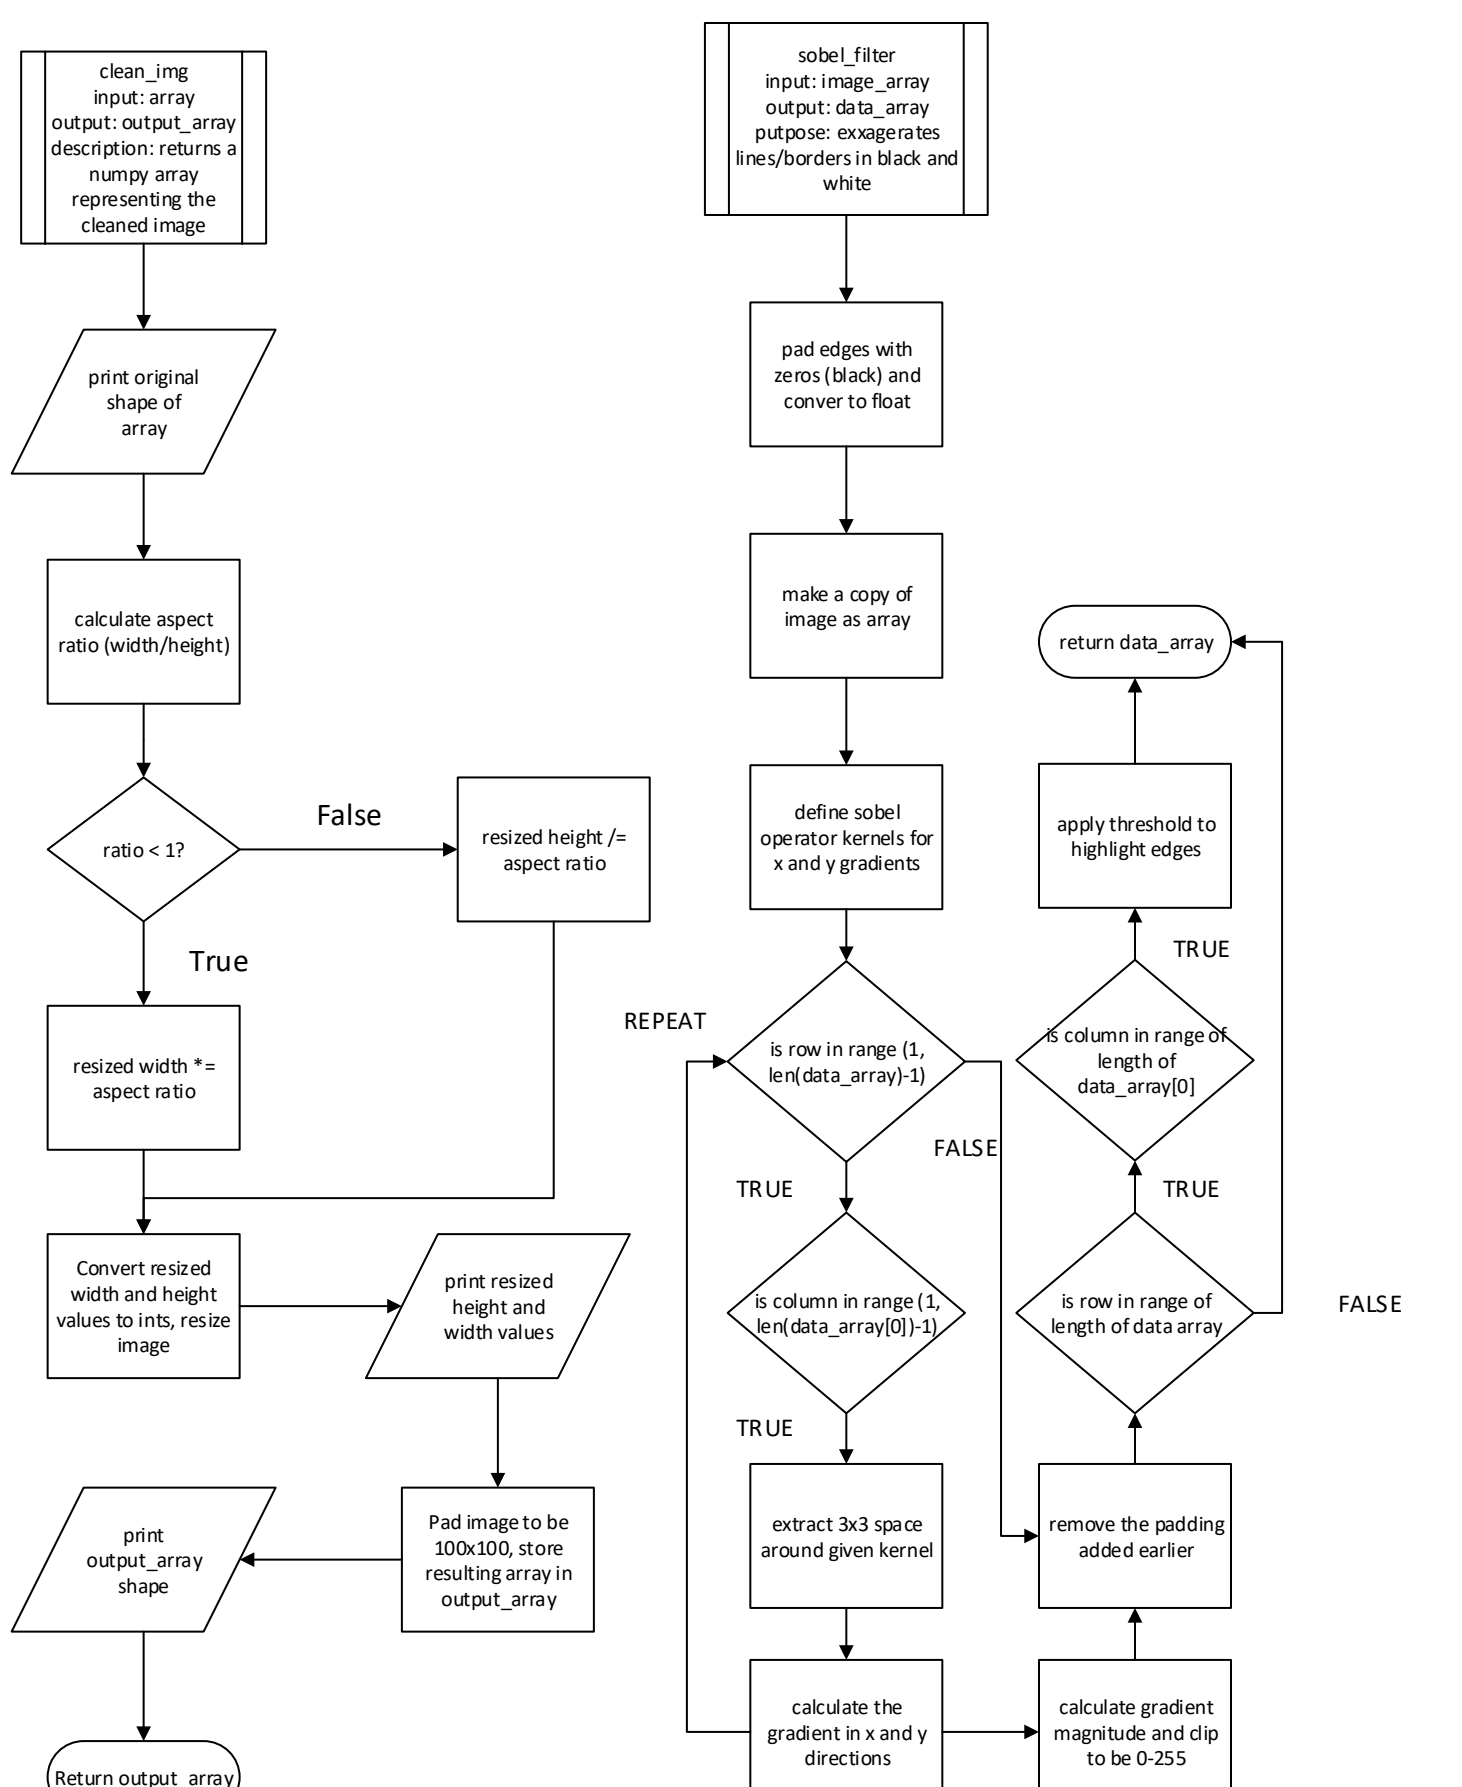 clean_img
input: array
output: output_array
description: returns a
numpy array
representing the
cleaned image
print original
shape of
array
calculate aspect
ratio (width/height)
ratio < 1?
False
resized height /=
aspect ratio
True
resized width *=
aspect ratio
Convert resized
width and height
values to ints, resize
image
print resized
height and
width values
Pad image to be
100x100, store
resulting array in
output_array
print
output_array
shape
Return output_array
sobel_filter
input: image_array
output: data_array
putpose: exxagerates
lines/borders in black and
white
pad edges with
zeros (black) and
conver to float
make a copy of
image as array
define sobel
operator kernels for
x and y gradients
REPEAT
is row in range (1,
len(data_array)-1)
FALSE
TRUE
is column in range (1,
len(data_array[0])-1)
TRUE
extract 3x3 space
around given kernel
calculate the
gradient in x and y
directions
calculate gradient
magnitude and clip
to be 0-255
remove the padding
added earlier
is row in range of
length of data array
FALSE
TRUE
is column in range of
length of
data_array[0]
TRUE
apply threshold to
highlight edges
return data_array